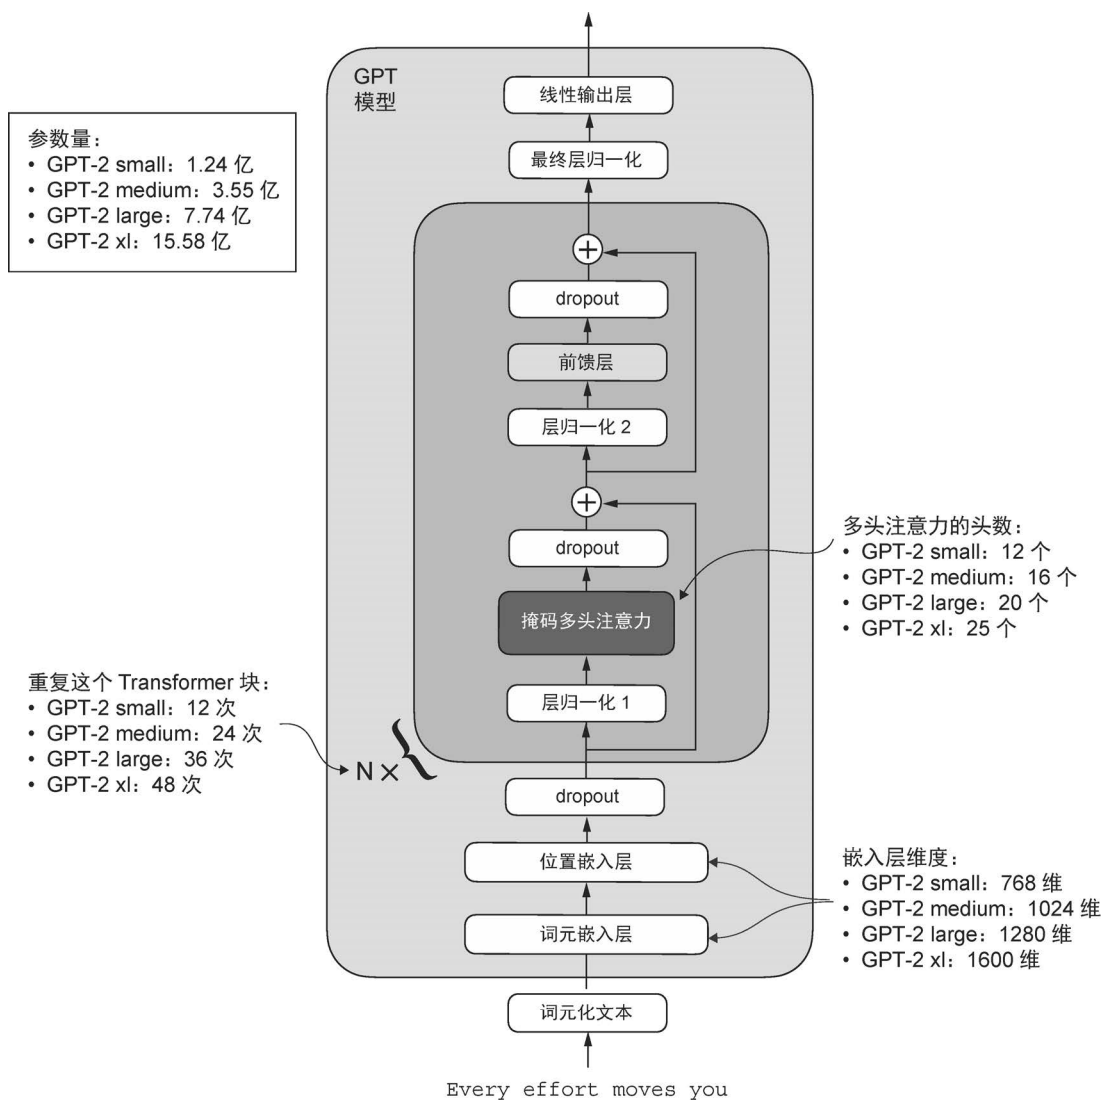 GPT
模型
线性输出层
最终层归一化
参数量：
• GPT-2 small：1.24 亿
• GPT-2 medium：3.55 亿
• GPT-2 large：7.74 亿
• GPT-2 xl：15.58 亿
+
dropout
前馈层
层归一化 2
+
dropout
掩码多头注意力
层归一化 1
多头注意力的头数：
• GPT-2 small：12 个
• GPT-2 medium：16 个
• GPT-2 large：20 个
• GPT-2 xl：25 个
重复这个 Transformer 块：
• GPT-2 small：12 次
• GPT-2 medium：24 次
• GPT-2 large：36 次
• GPT-2 xl：48 次
N × {
dropout
位置嵌入层
词元嵌入层
嵌入层维度：
• GPT-2 small：768 维
• GPT-2 medium：1024 维
• GPT-2 large：1280 维
• GPT-2 xl：1600 维
词元化文本
Every effort moves you